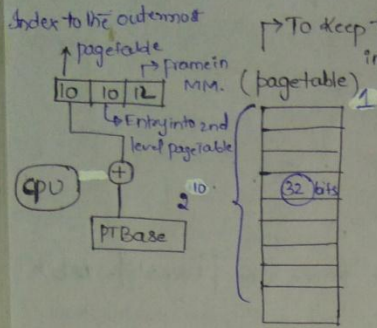 Index to the outermost
pagetable
frame in
MM.
10 10 12
Entry into 2nd
level pagetable
CPU
+
PTBase
To Keep
(pagetable)
1
2^10
32 bits